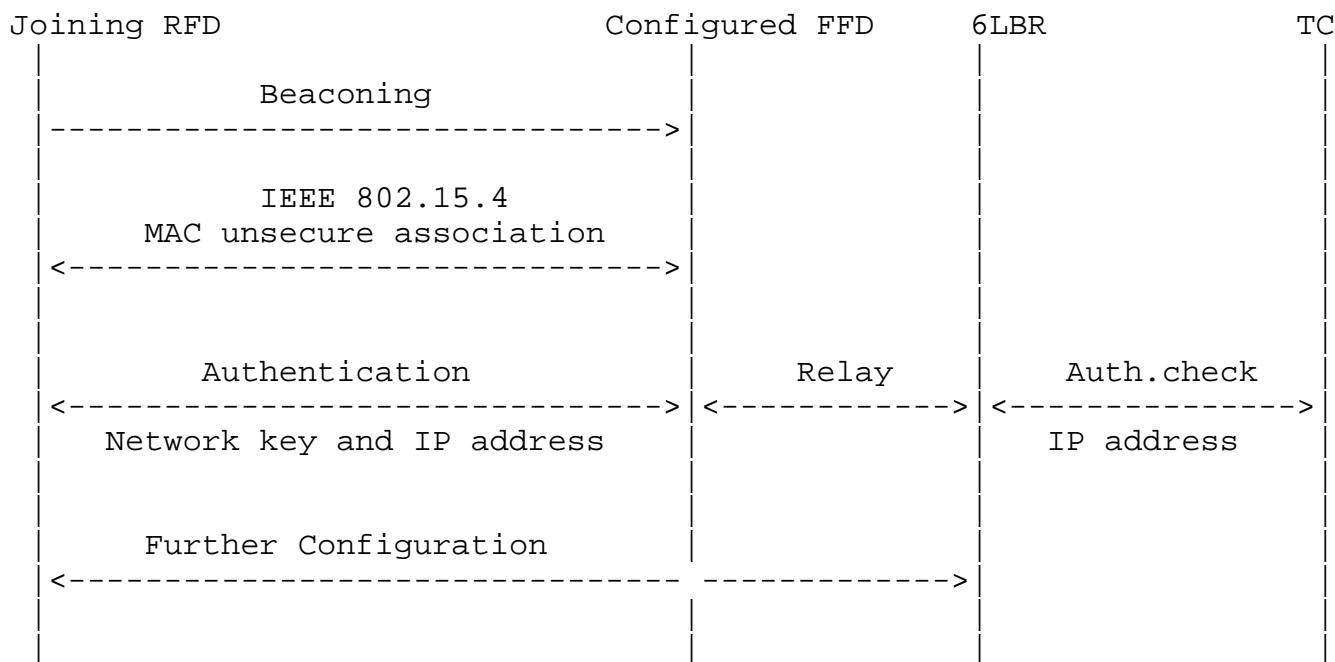 Joining RFD Configured FFD 6LBR TC
Beaconing
IEEE 802.15.4
MAC unsecure association
Authentication Relay Auth.check
Network key and IP address IP address
Further Configuration